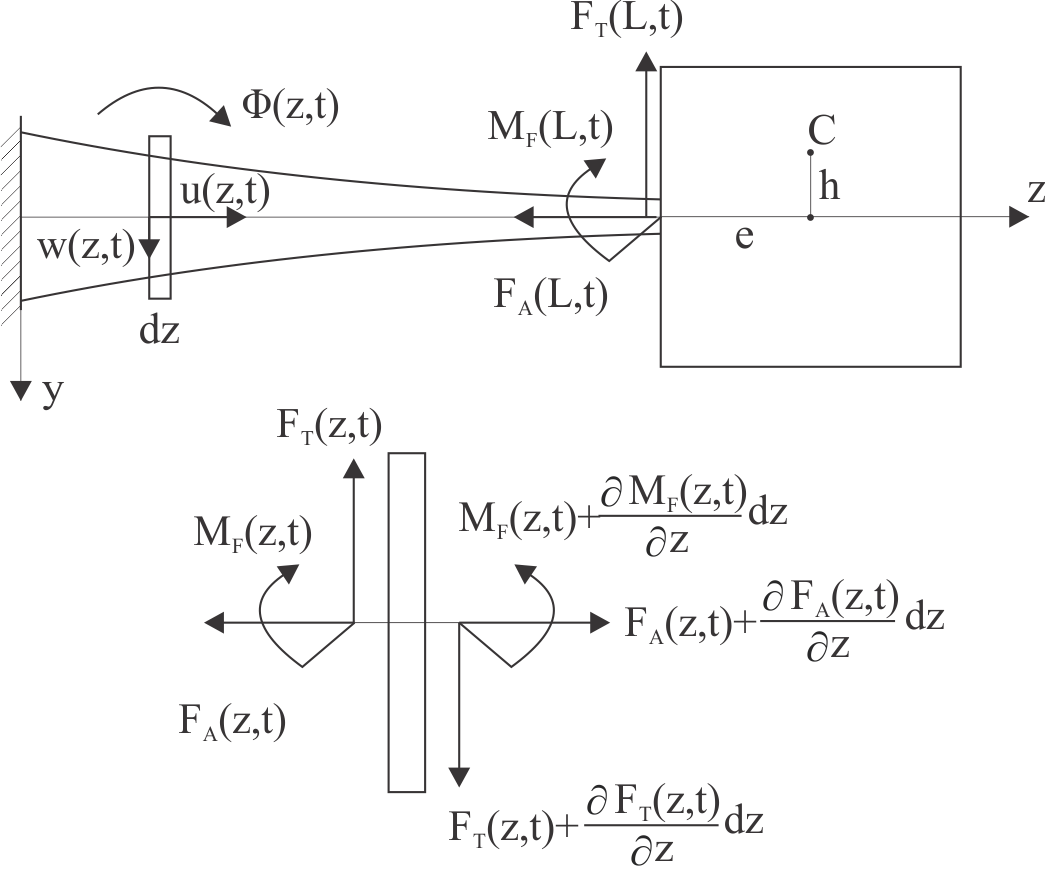 F_T(L,t)
Φ(z,t)
M_F(L,t)
C
h
z
u(z,t)
w(z,t)
e
F_A(L,t)
dz
y
F_T(z,t)
M_F(z,t)+∂M_F(z,t)/∂z dz
M_F(z,t)
F_A(z,t)+∂F_A(z,t)/∂z dz
F_A(z,t)
F_T(z,t)+∂F_T(z,t)/∂z dz